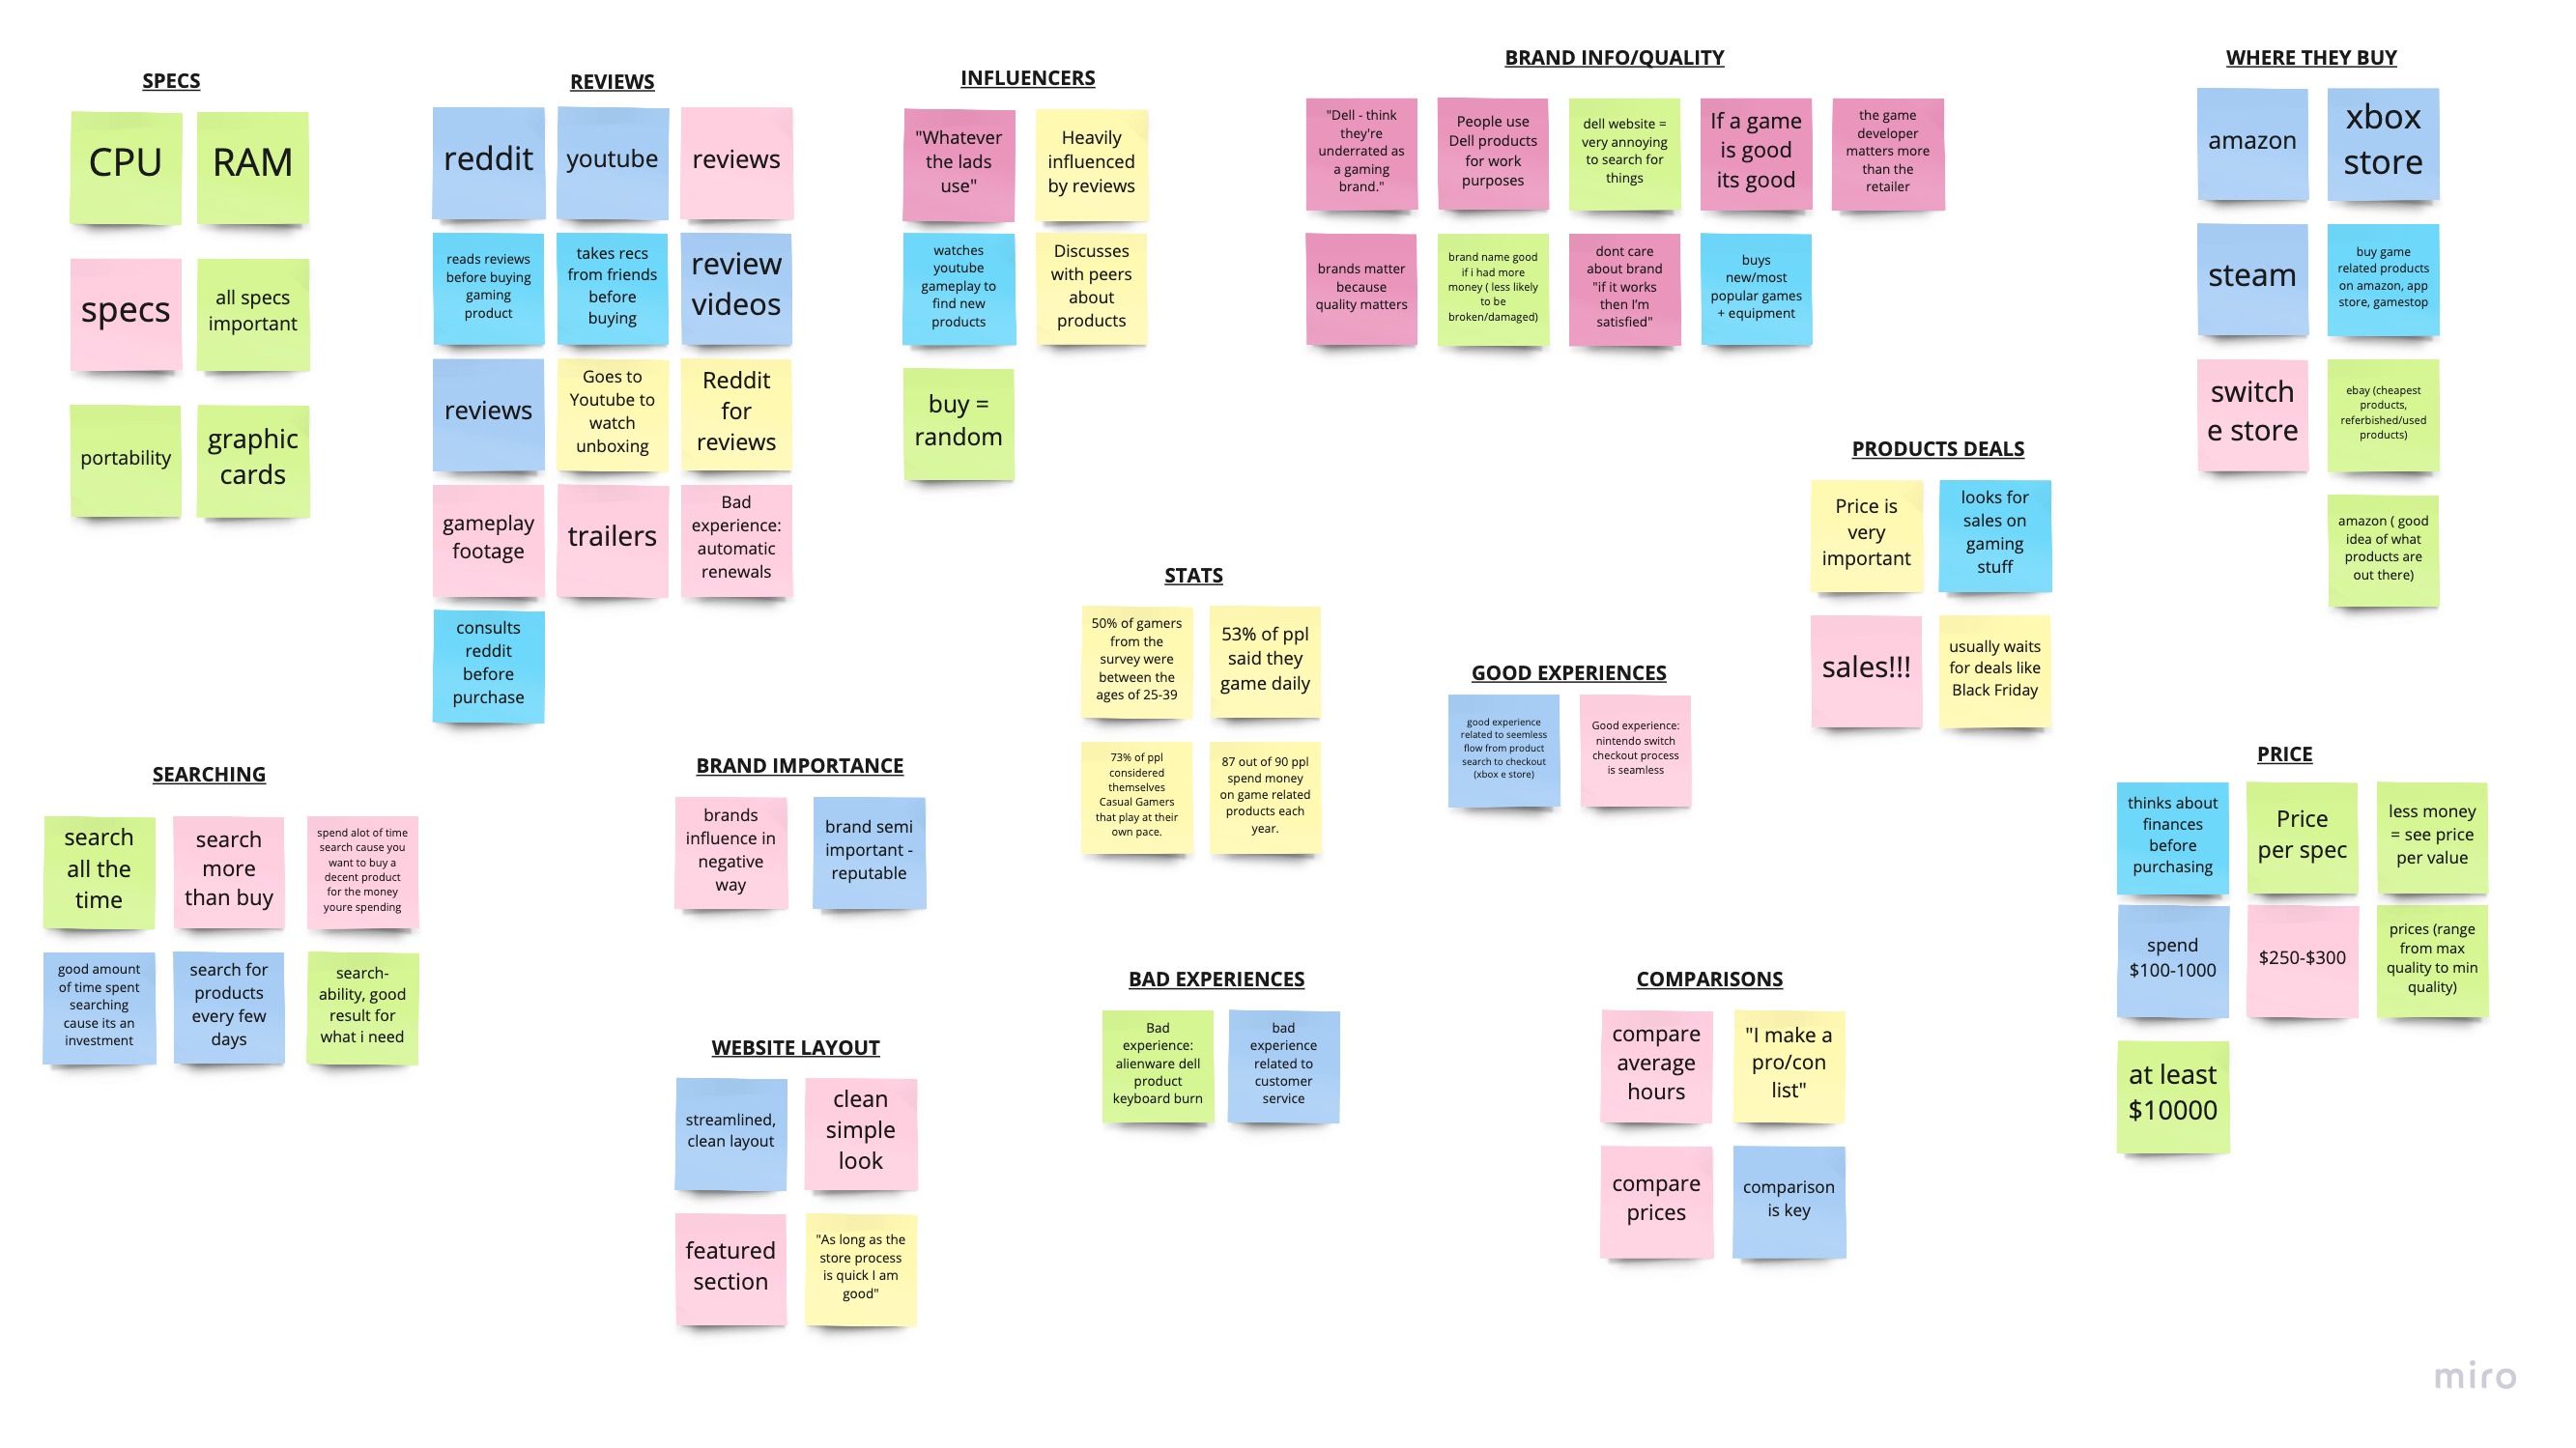 SPECS
CPU
RAM
specs
all specs
important
portability
graphic
cards
REVIEWS
reddit
youtube
reviews
reads reviews
before buying
gaming
product
takes recs
from friends
before
buying
review
videos
reviews
Goes to
Youtube to
watch
unboxing
Reddit
for
reviews
gameplay
footage
trailers
Bad
experience:
automatic
renewals
consults
reddit
before
purchase
INFLUENCERS
"Whatever
the lads
use"
Heavily
influenced
by reviews
watches
youtube
gameplay to
find new
products
Discusses
with peers
about
products
buy =
random
BRAND INFO/QUALITY
"Dell - think
they're
underrated as
a gaming
brand."
People use
Dell products
for work
purposes
dell website =
very annoying
to search for
things
If a game
is good
its good
the game
developer
matters more
than the
retailer
brands matter
because
quality matters
brand name good
if i had more
money ( less likely
to be
broken/damaged)
dont care
about brand
"if it works
then I'm
satisfied"
buys
new/most
popular games
+ equipment
WHERE THEY BUY
amazon
xbox
store
steam
buy game
related products
on amazon, app
store, gamestop
switch
e store
ebay (cheapest
products,
referbished/used
products)
amazon ( good
idea of what
products are
out there)
PRODUCTS DEALS
Price is
very
important
looks for
sales on
gaming
stuff
sales!!!
usually waits
for deals like
Black Friday
STATS
50% of gamers
from the
survey were
between the
ages of 25-39
53% of ppl
said they
game daily
73% of ppl
considered
themselves
Casual Gamers
that play at their
own pace.
87 out of 90 ppl
spend money
on game related
products each
year.
GOOD EXPERIENCES
good experience
related to seemless
flow from product
search to checkout
(xbox e store)
Good experience:
nintendo switch
checkout process
is seamless
SEARCHING
search
all the
time
search
more
than buy
spend alot of time
search cause you
want to buy a
decent product
for the money
youre spending
good amount
of time spent
searching
cause its an
investment
search for
products
every few
days
search-
ability, good
result for
what i need
BRAND IMPORTANCE
brands
influence in
negative
way
brand semi
important -
reputable
PRICE
thinks about
finances
before
purchasing
Price
per spec
less money
= see price
per value
spend
$100-1000
$250-$300
prices (range
from max
quality to min
quality)
at least
$10000
WEBSITE LAYOUT
streamlined,
clean layout
clean
simple
look
featured
section
"As long as the
store process
is quick I am
good"
BAD EXPERIENCES
Bad
experience:
alienware dell
product
keyboard burn
bad
experience
related to
customer
service
COMPARISONS
compare
average
hours
"I make a
pro/con
list"
compare
prices
comparison
is key
miro